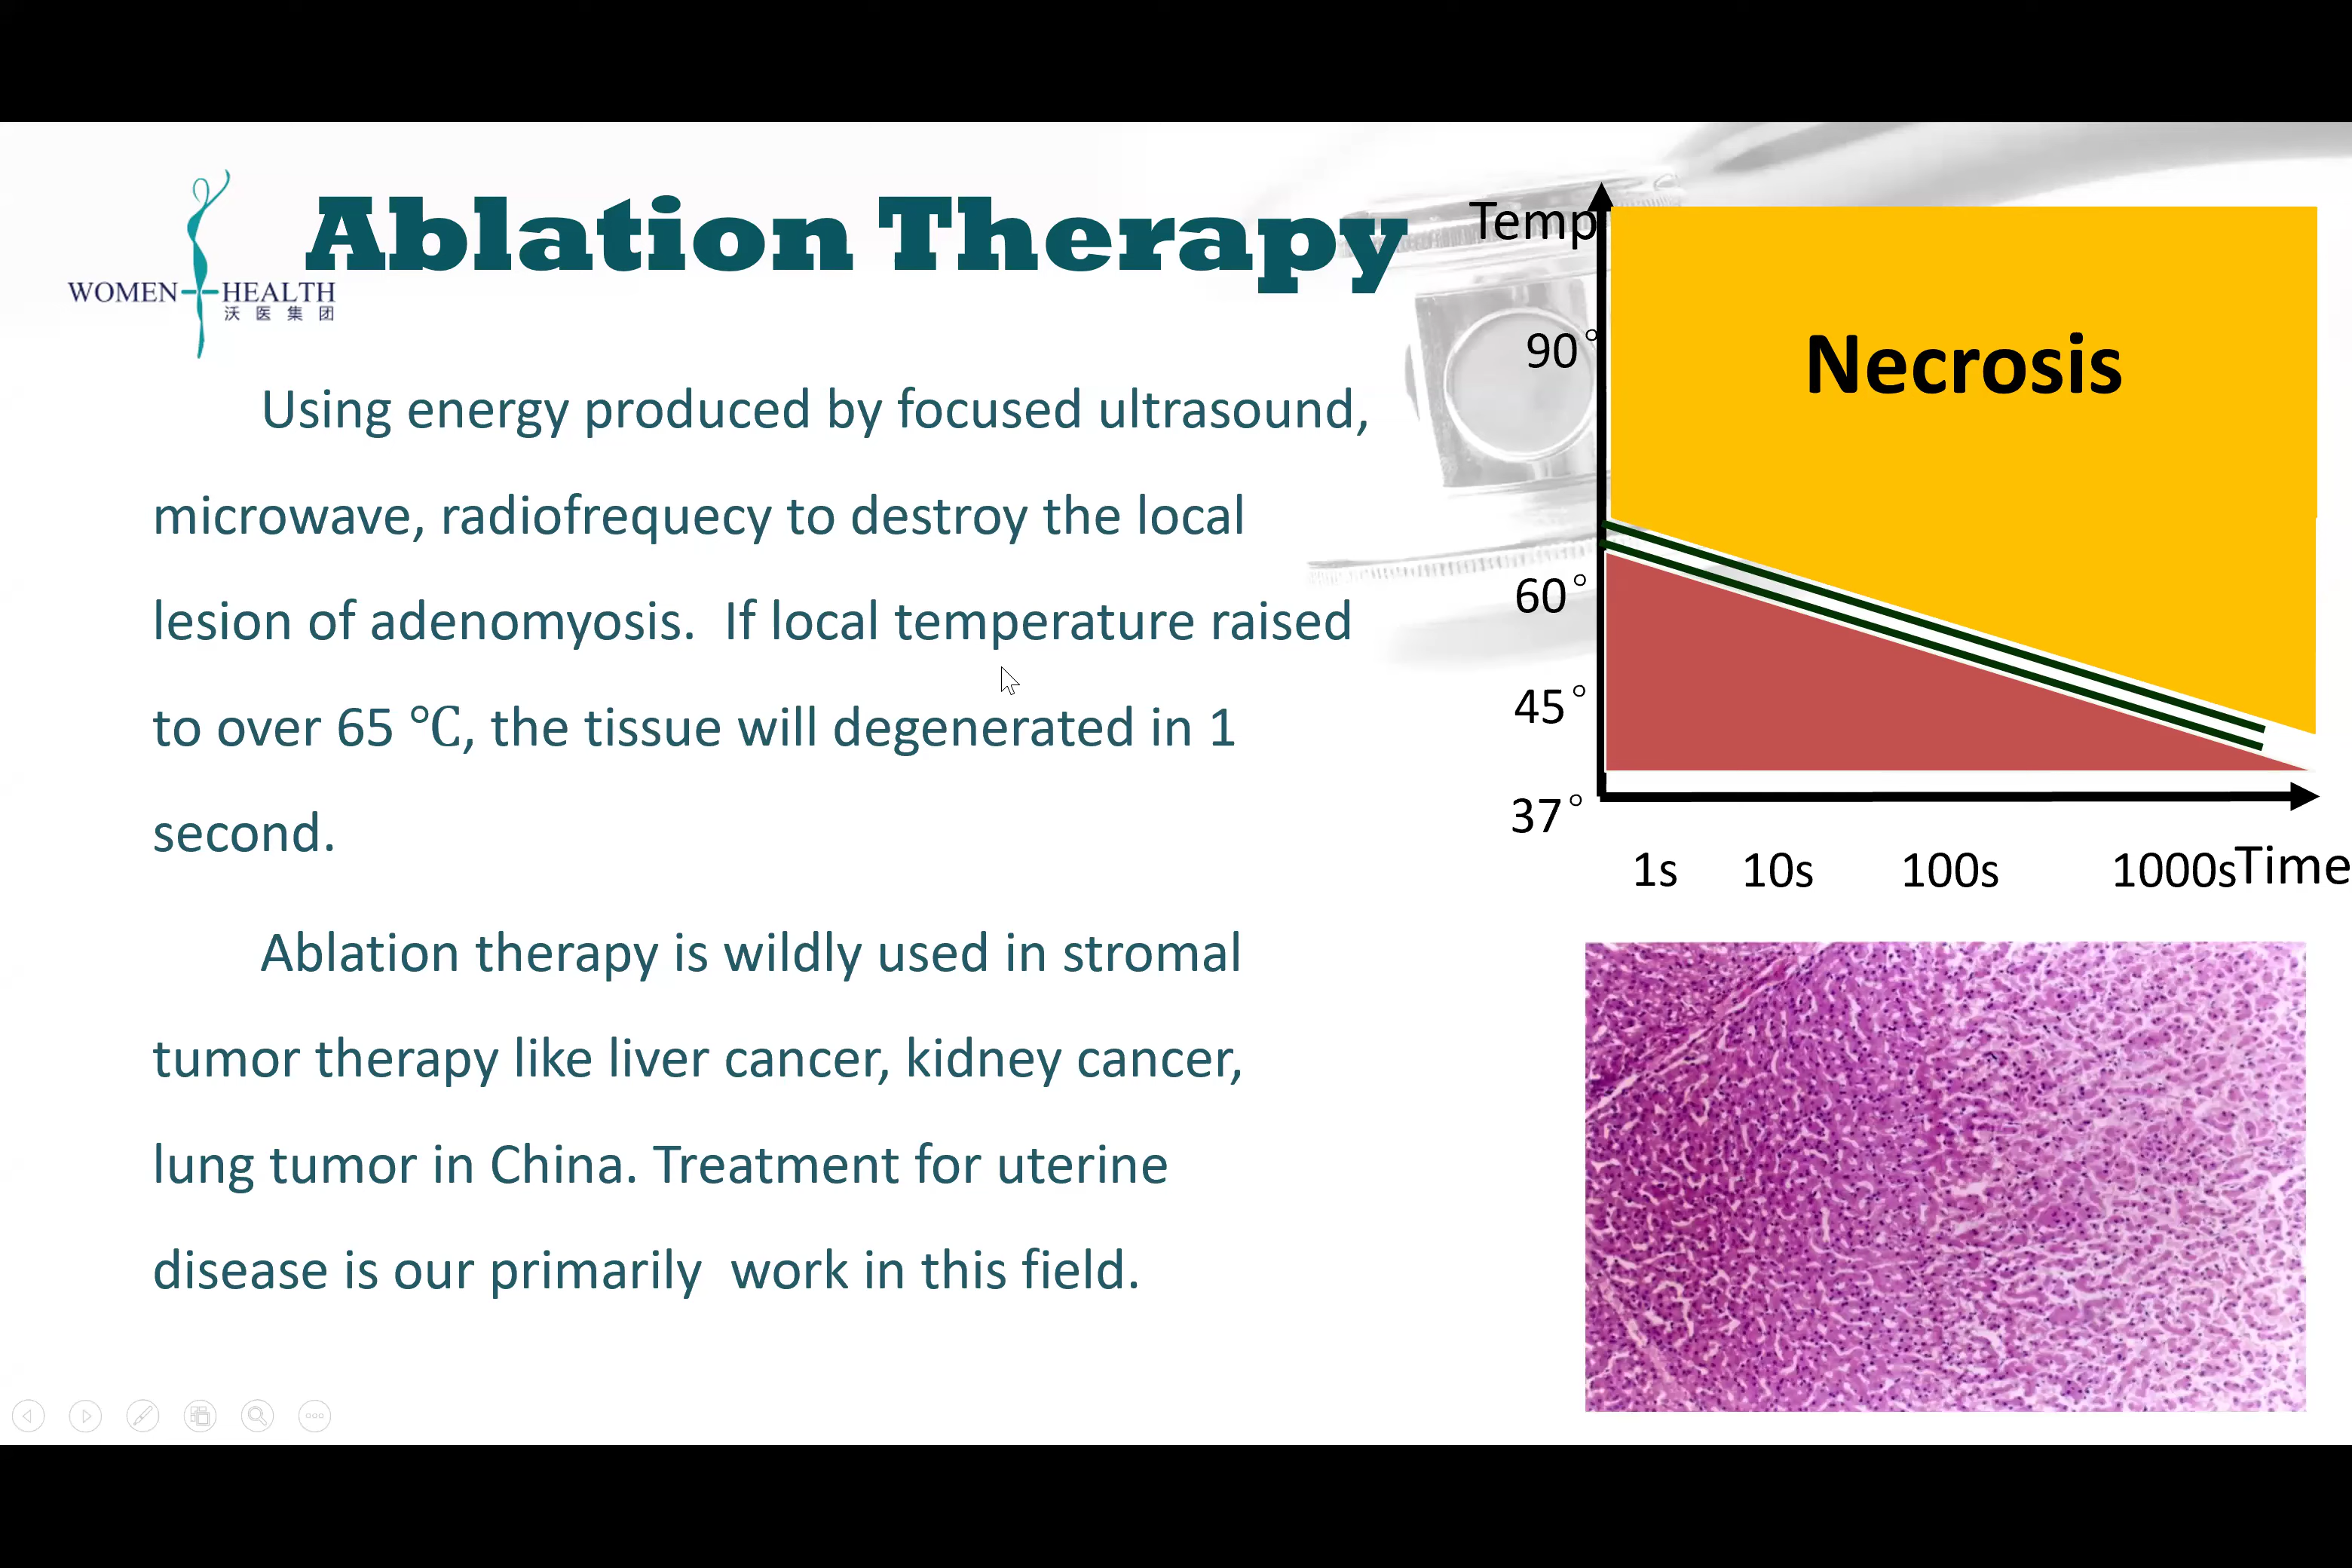 Ablation Therapy
WOMEN HEALTH
沃医集团
Using energy produced by focused ultrasound,
microwave, radiofrequecy to destroy the local
lesion of adenomyosis.  If local temperature raised
to over 65 ℃, the tissue will degenerated in 1
second.
Ablation therapy is wildly used in stromal
tumor therapy like liver cancer, kidney cancer,
lung tumor in China. Treatment for uterine
disease is our primarily  work in this field.
Temp
90°
60°
45°
37°
Necrosis
1s 10s 100s 1000s Time